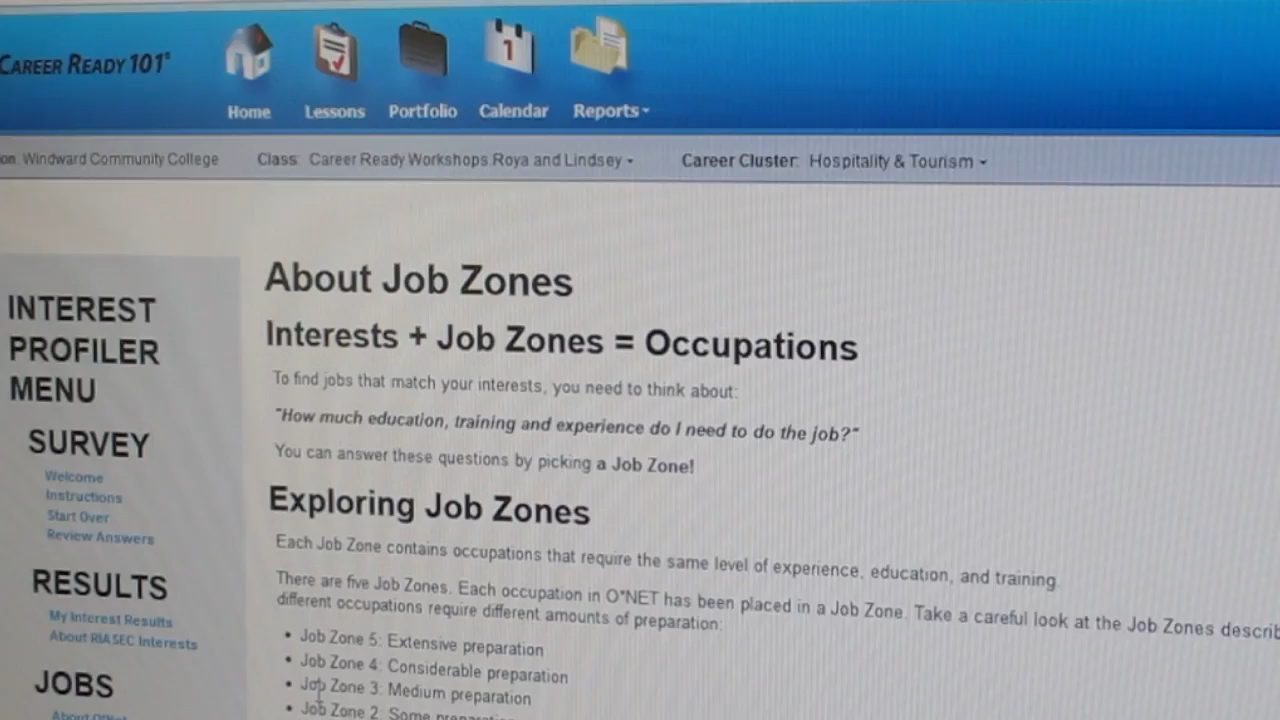 CAREER READY 101®
1
Home Lessons Portfolio Calendar Reports
on Windward Community College Class: Career Ready Workshops Roya and Lindsey Career Cluster: Hospitality & Tourism
About Job Zones
Interests + Job Zones = Occupations
To find jobs that match your interests, you need to think about:
"How much education, training and experience do I need to do the job?"
You can answer these questions by picking a Job Zone!
Exploring Job Zones
Each Job Zone contains occupations that require the same level of experience, education, and training.
There are five Job Zones. Each occupation in O*NET has been placed in a Job Zone. Take a careful look at the Job Zones describ
different occupations require different amounts of preparation:
• Job Zone 5: Extensive preparation
• Job Zone 4: Considerable preparation
• Job Zone 3: Medium preparation
• Job Zone 2: Some
INTEREST
PROFILER
MENU
SURVEY
Welcome
Instructions
Start Over
Review Answers
RESULTS
My Interest Results
About RIASEC Interests
JOBS
About